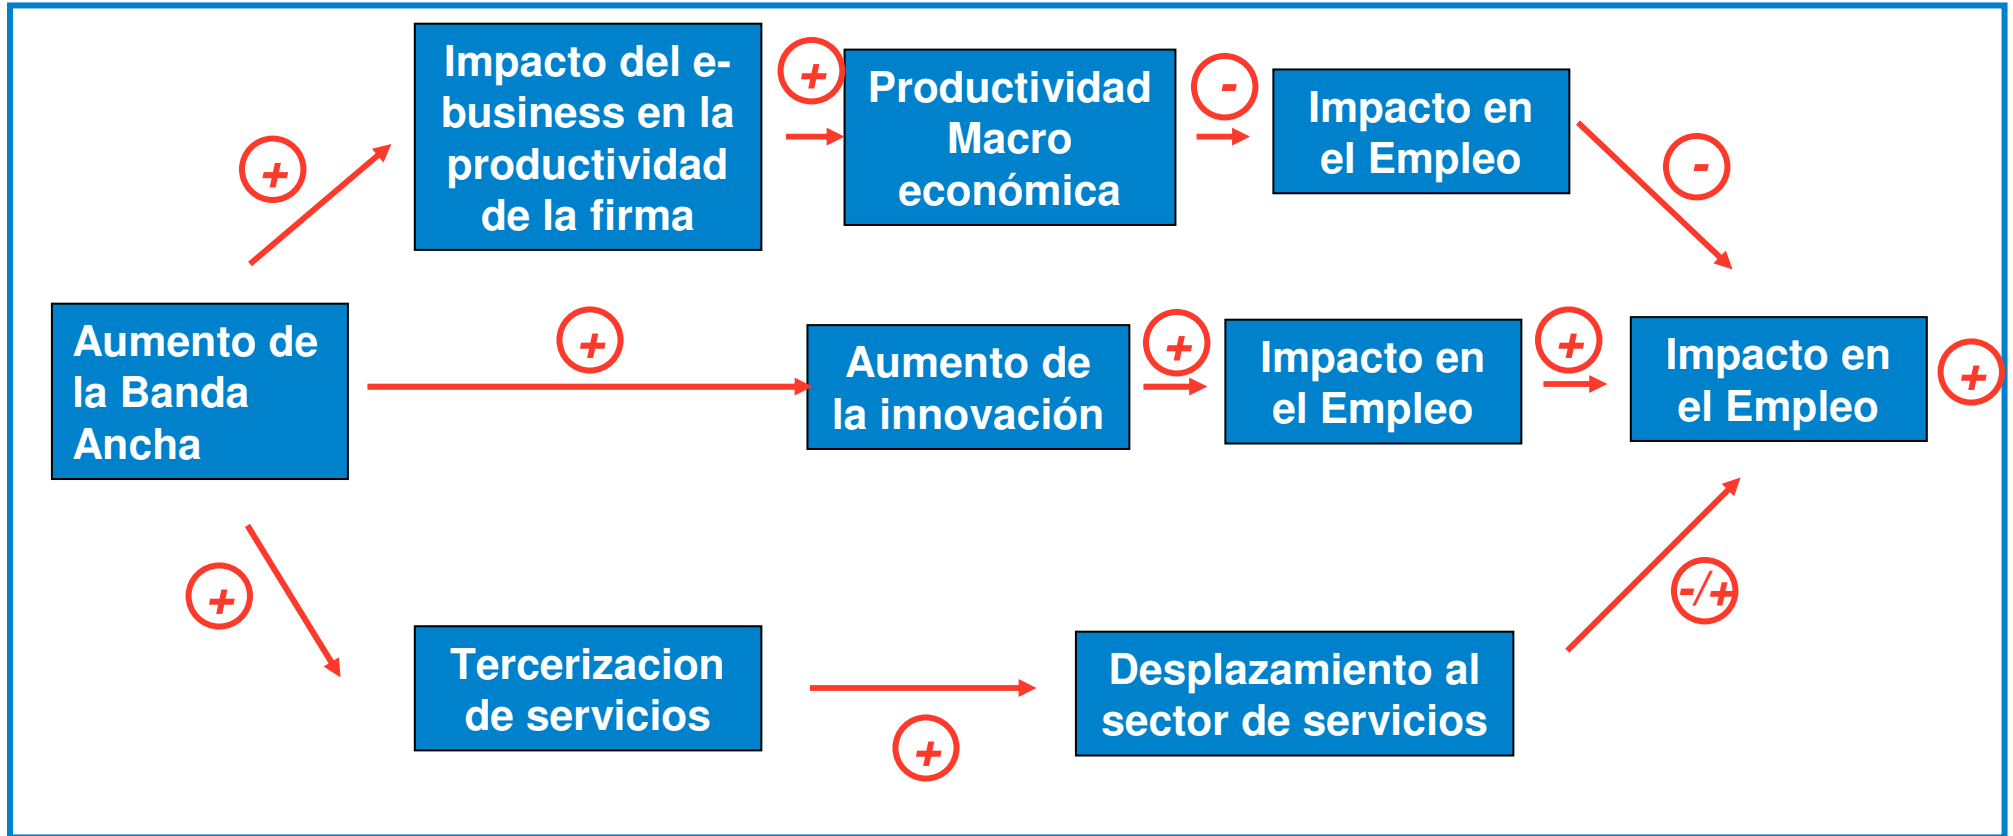 Impacto del e-
business en la
productividad
de la firma
+
Productividad
Macro
económica
-
Impacto en
el Empleo
-
+
Aumento de
la Banda
Ancha
+
Aumento de
la innovación
+
Impacto en
el Empleo
+
Impacto en
el Empleo
+
+
Tercerizacion
de servicios
+
Desplazamiento al
sector de servicios
-/+